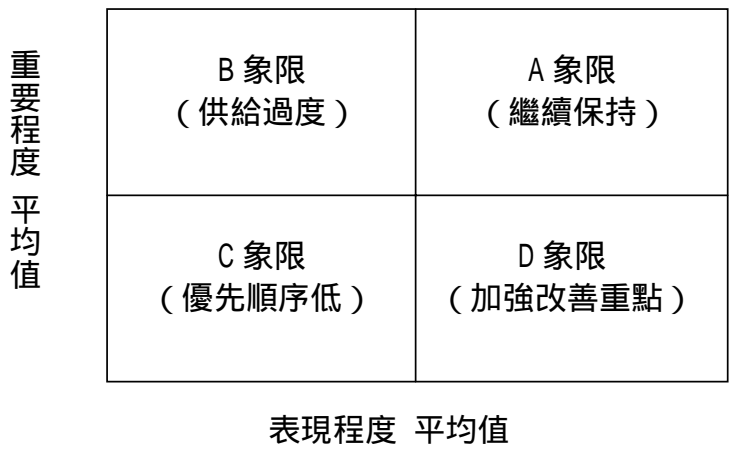 重要程度 平均值
B 象限
（供給過度）
A 象限
（繼續保持）
C 象限
（優先順序低）
D 象限
（加強改善重點）
表現程度 平均值